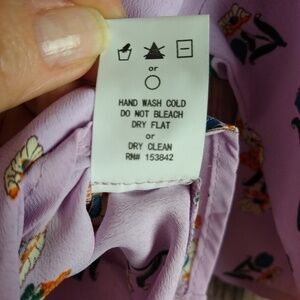 or
HAND WASH COLD
DO NOT BLEACH
DRY FLAT
or
DRY CLEAN
RN# 153842